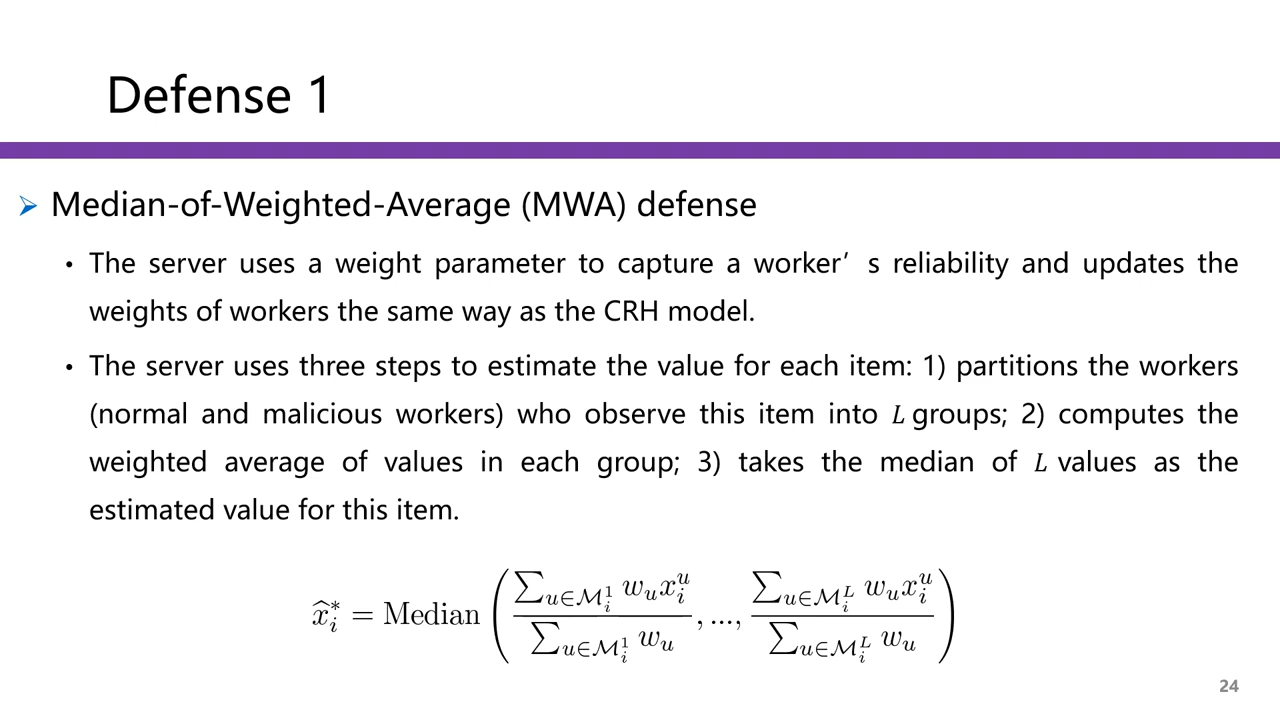 Defense 1
➢ Median-of-Weighted-Average (MWA) defense
• The server uses a weight parameter to capture a worker’ s reliability and updates the
weights of workers the same way as the CRH model.
• The server uses three steps to estimate the value for each item: 1) partitions the workers
(normal and malicious workers) who observe this item into L groups; 2) computes the
weighted average of values in each group; 3) takes the median of L values as the
estimated value for this item.
$\widehat{x}_i^* = \text{Median}\left(\frac{\sum_{u\in\mathcal{M}_i^1} w_u x_i^u}{\sum_{u\in\mathcal{M}_i^1} w_u}, ..., \frac{\sum_{u\in\mathcal{M}_i^L} w_u x_i^u}{\sum_{u\in\mathcal{M}_i^L} w_u}\right)$
24